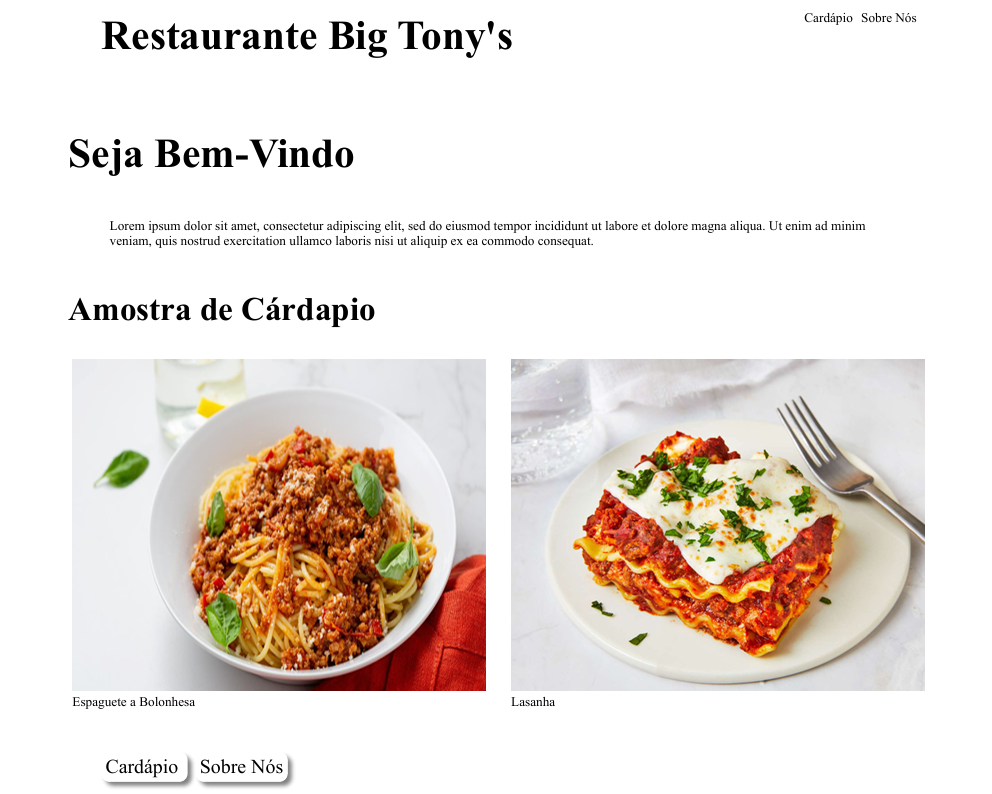 Restaurante Big Tony's
Cardápio Sobre Nós
Seja Bem-Vindo
Lorem ipsum dolor sit amet, consectetur adipiscing elit, sed do eiusmod tempor incididunt ut labore et dolore magna aliqua. Ut enim ad minim
veniam, quis nostrud exercitation ullamco laboris nisi ut aliquip ex ea commodo consequat.
Amostra de Cárdapio
Espaguete a Bolonhesa
Lasanha
Cardápio Sobre Nós